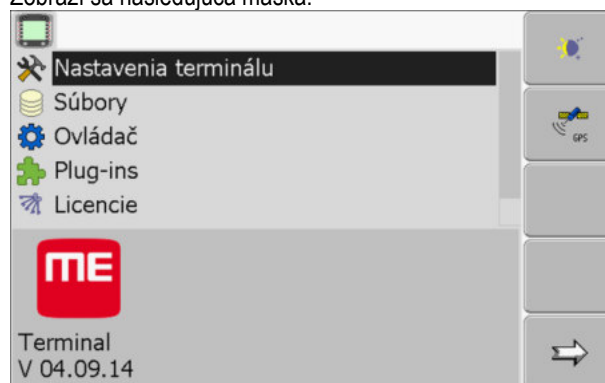 Zobrazí sa nasledujúca maska:
Nastavenia terminálu
Súbory
Ovládač
Plug-ins
Licencie
GPS
ME
Terminal
V 04.09.14